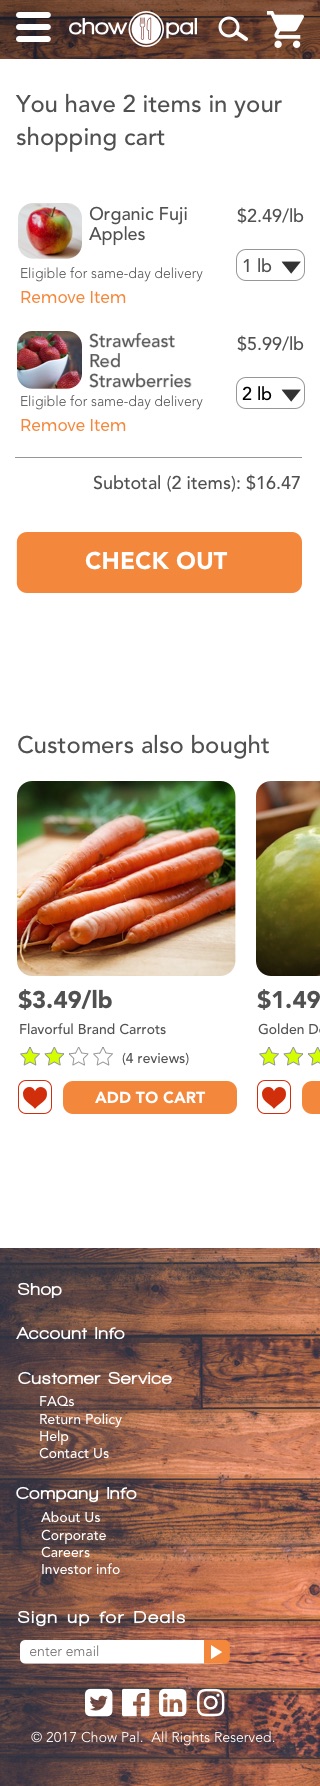 chow pal
You have 2 items in your
shopping cart
Organic Fuji
Apples
$2.49/lb
1 lb
Eligible for same-day delivery
Remove Item
Strawfeast
Red
Strawberries
$5.99/lb
2 lb
Eligible for same-day delivery
Remove Item
Subtotal (2 items): $16.47
CHECK OUT
Customers also bought
$3.49/lb
Flavorful Brand Carrots
(4 reviews)
ADD TO CART
$1.49
Golden D
Shop
Account Info
Customer Service
FAQs
Return Policy
Help
Contact Us
Company Info
About Us
Corporate
Careers
Investor info
Sign up for Deals
enter email
© 2017 Chow Pal. All Rights Reserved.